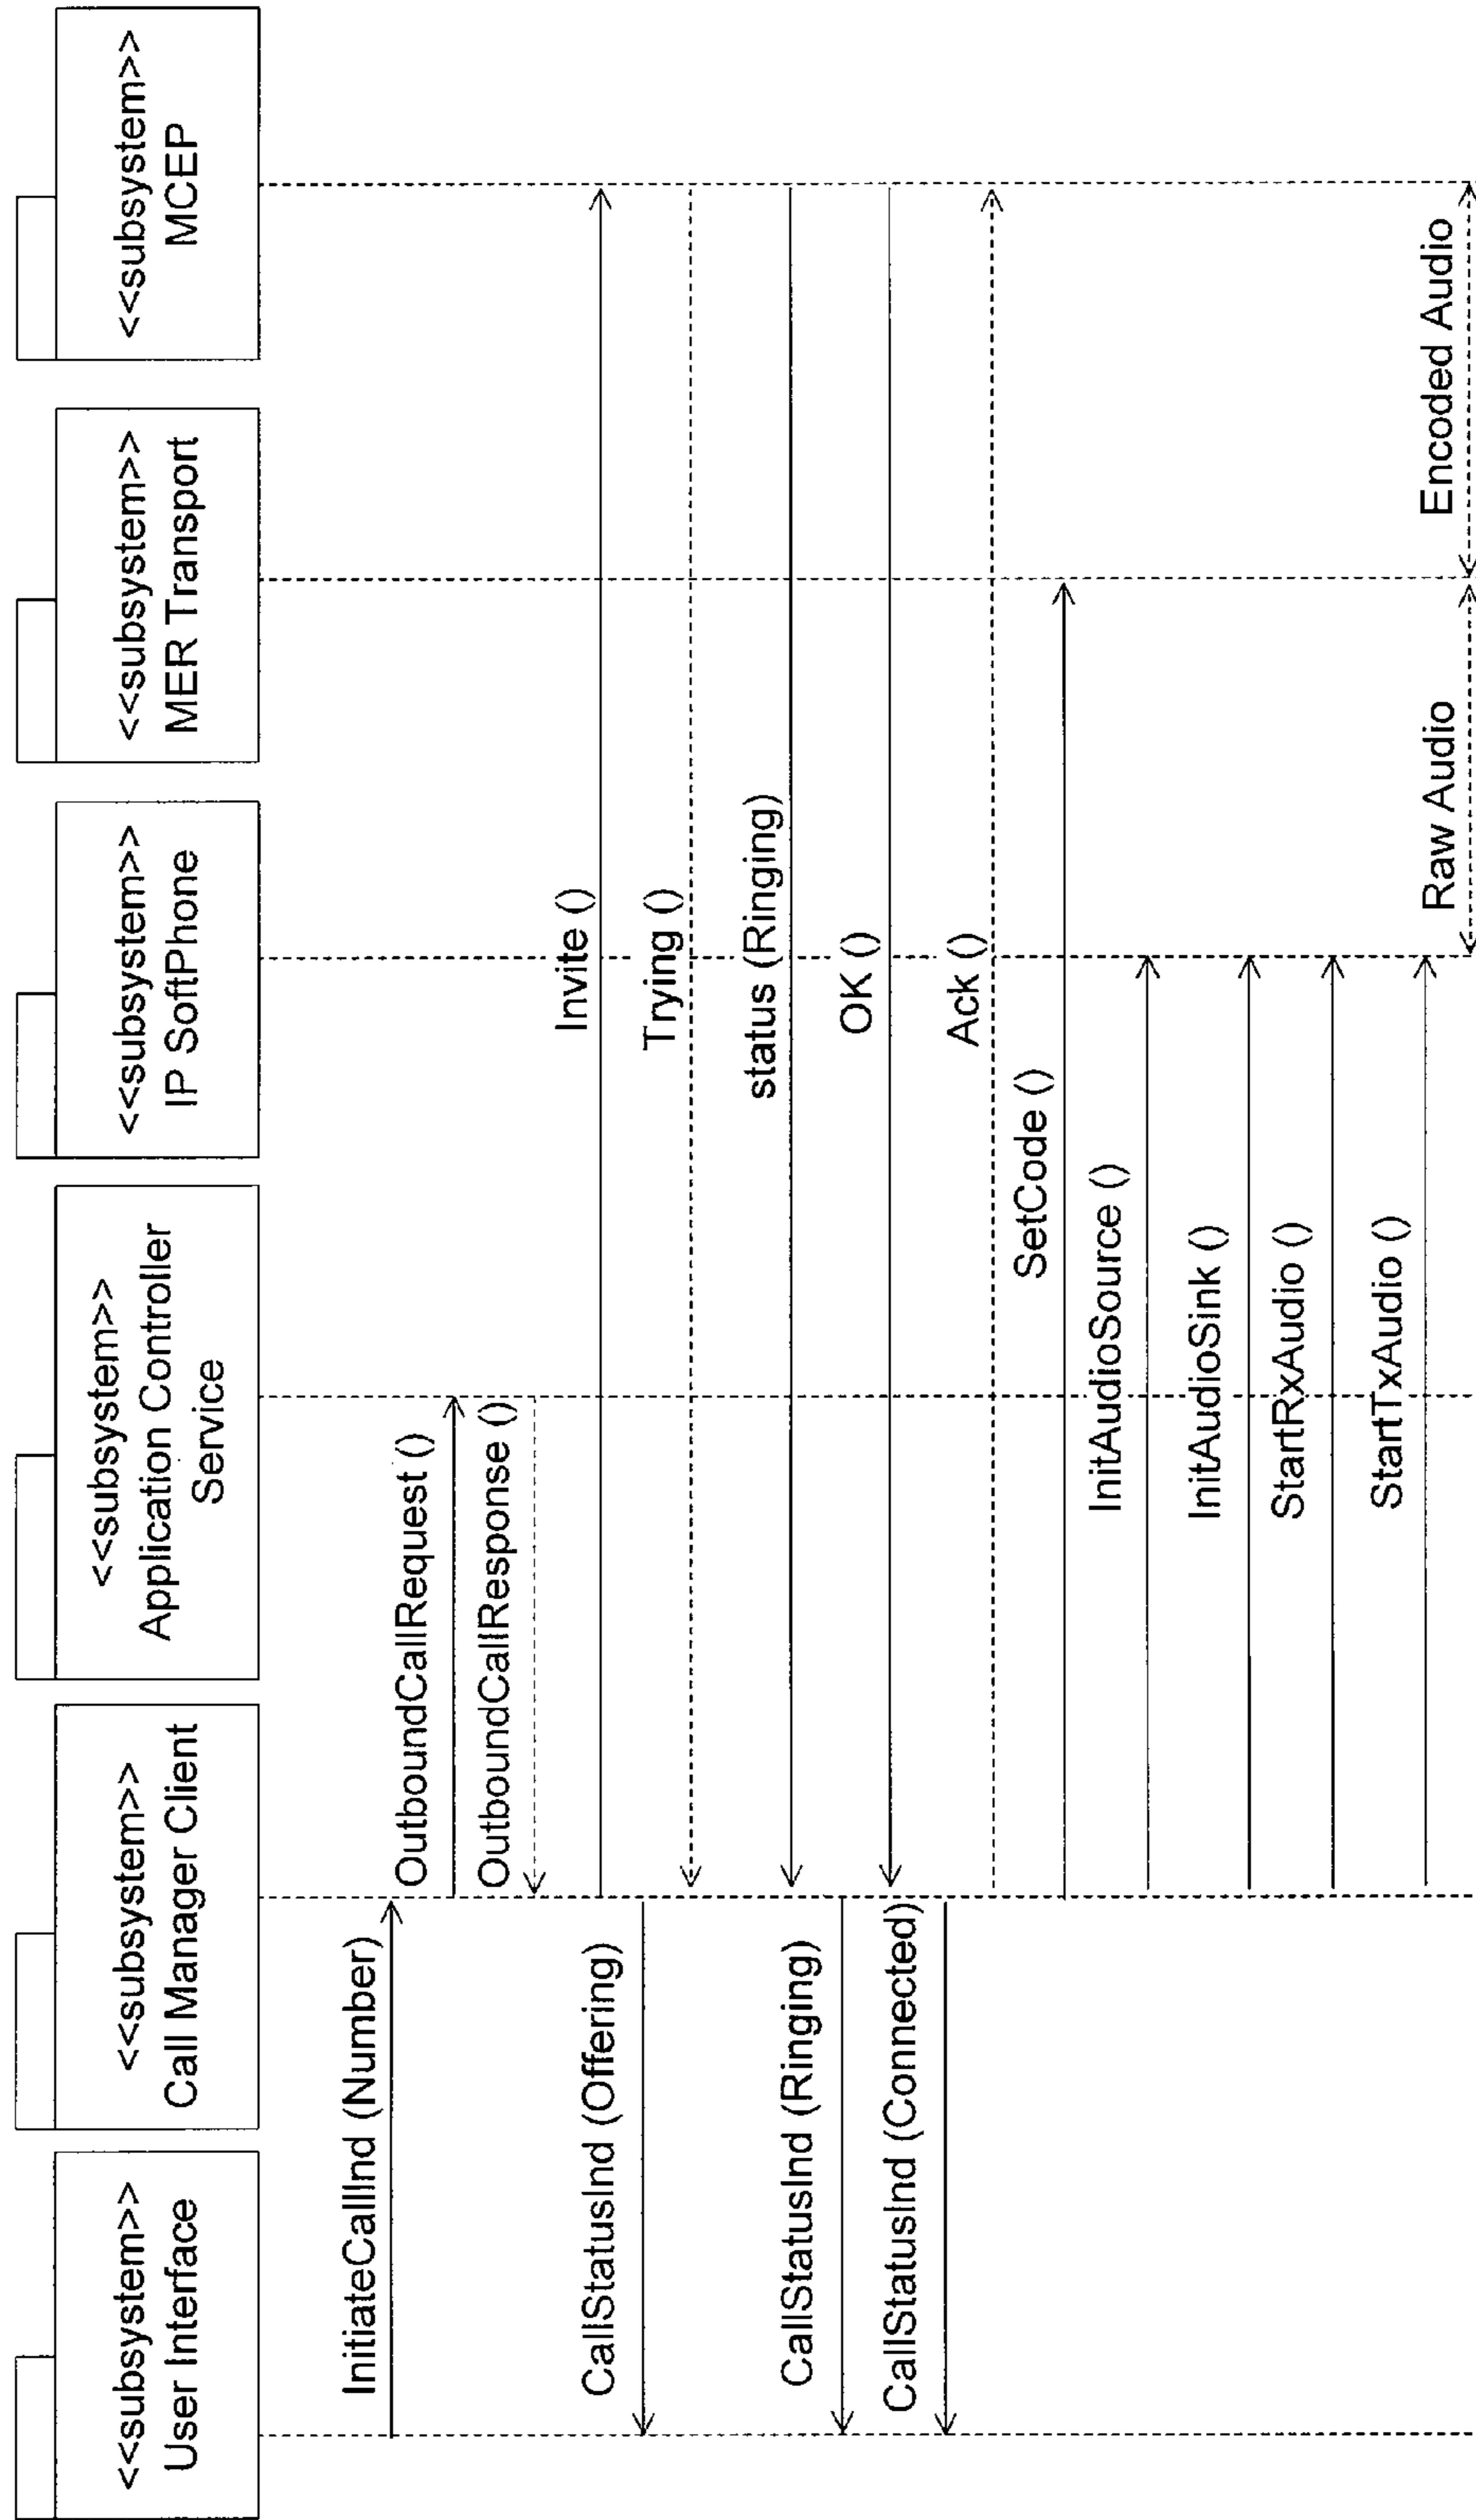 <<subsystem>>
User Interface
<<subsystem>>
Call Manager Client
<<subsystem>>
Application Controller
Service
<<subsystem>>
IP SoftPhone
<<subsystem>>
MER Transport
<<subsystem>>
MCEP
InitiateCallInd (Number)
OutboundCallRequest ()
OutboundCallResponse ()
Invite ()
CallStatusInd (Offering)
Trying ()
status (Ringing)
CallStatusInd (Ringing)
OK ()
CallStatusInd (Connected)
Ack ()
SetCode ()
InitAudioSource ()
InitAudioSink ()
StartRxAudio ()
StartTxAudio ()
Raw Audio
Encoded Audio